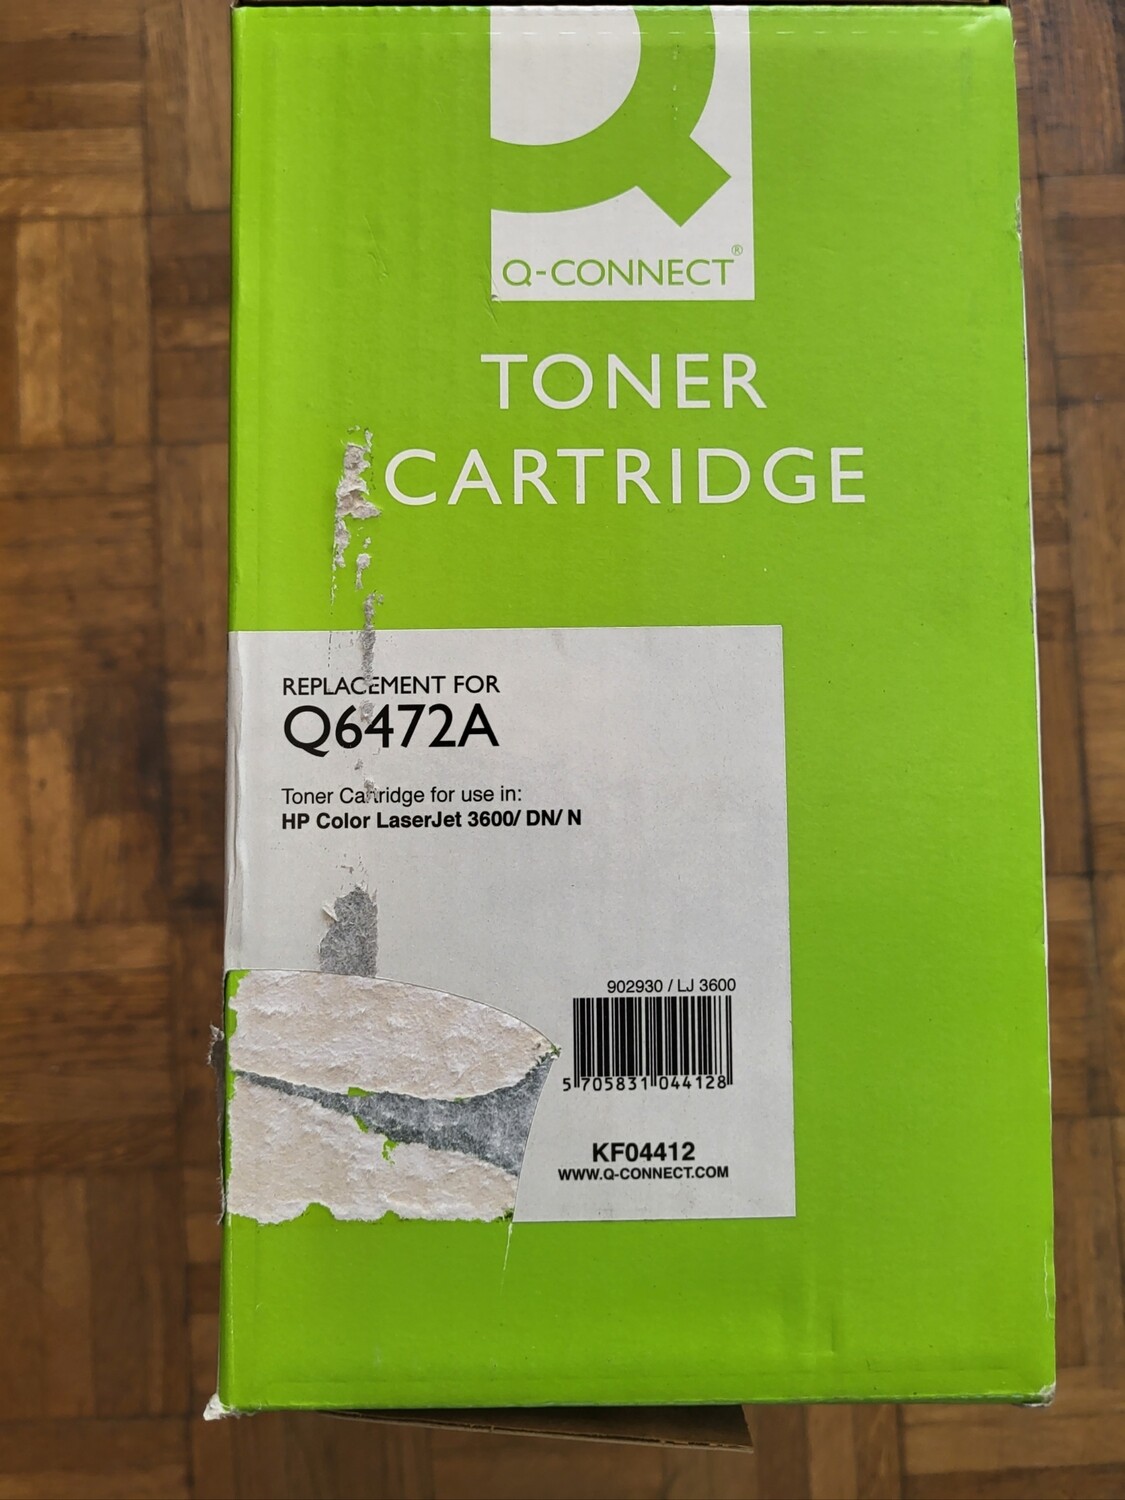 Q-CONNECT®
TONER
CARTRIDGE
REPLACEMENT FOR
Q6472A
Toner Cartridge for use in:
HP Color LaserJet 3600/ DN/ N
902930 / LJ 3600
5 705831 044128
KF04412
WWW.Q-CONNECT.COM